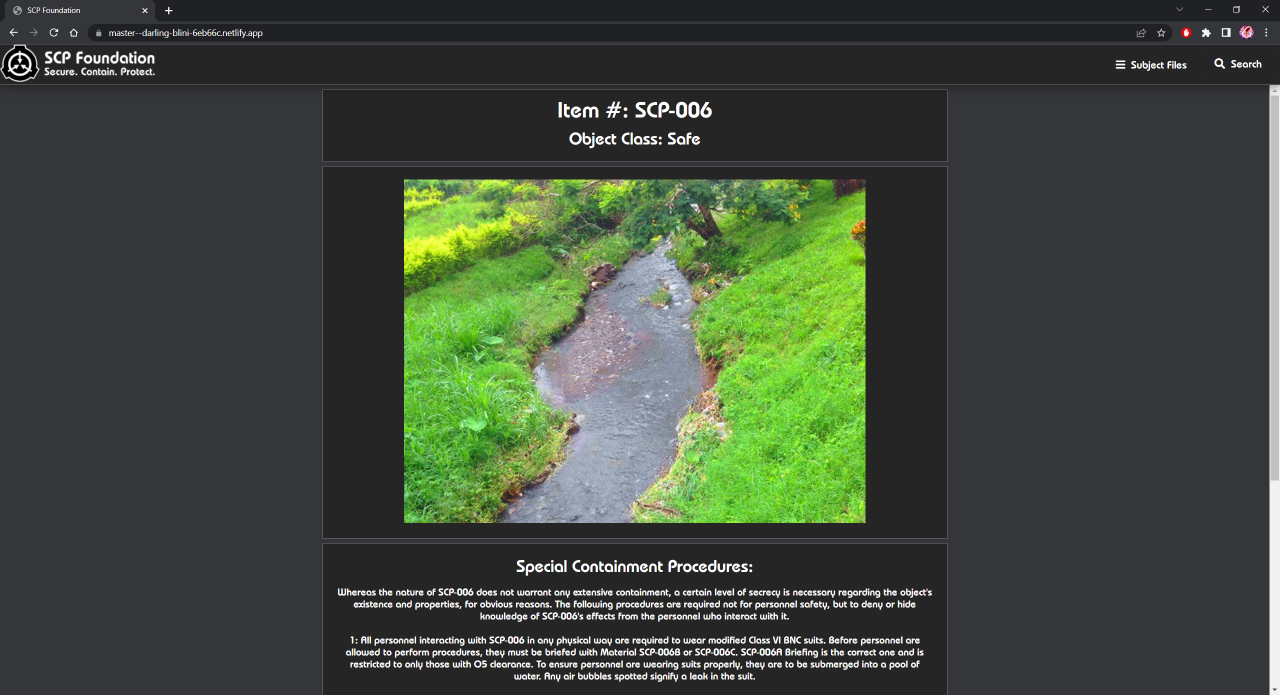 SCP Foundation
master--darling-blini-6eb66c.netlify.app
SCP Foundation
Secure. Contain. Protect.
Subject Files
Search
Item #: SCP-006
Object Class: Safe
Special Containment Procedures:
Whereas the nature of SCP-006 does not warrant any extensive containment, a certain level of secrecy is necessary regarding the object's
existence and properties, for obvious reasons. The following procedures are required not for personnel safety, but to deny or hide
knowledge of SCP-006's effects from the personnel who interact with it.
1: All personnel interacting with SCP-006 in any physical way are required to wear modified Class VI BNC suits. Before personnel are
allowed to perform procedures, they must be briefed with Material SCP-006B or SCP-006C. SCP-006A Briefing is the correct one and is
restricted to only those with O5 clearance. To ensure personnel are wearing suits properly, they are to be submerged into a pool of
water. Any air bubbles spotted signify a leak in the suit.